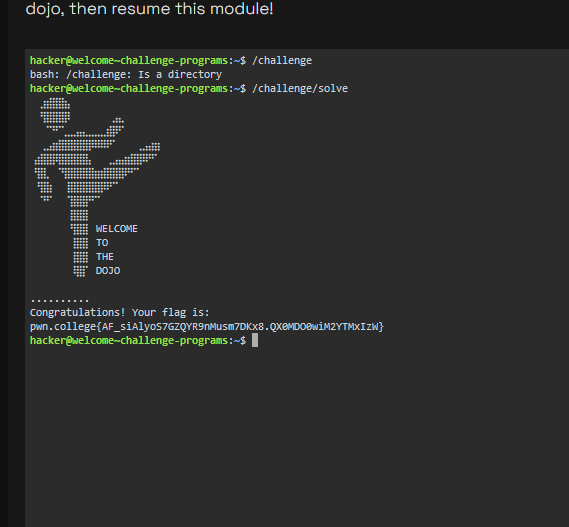 dojo, then resume this module!
hacker@welcome~challenge-programs:~$ /challenge
bash: /challenge: Is a directory
hacker@welcome~challenge-programs:~$ /challenge/solve
WELCOME
TO
THE
DOJO
..........
Congratulations! Your flag is:
pwn.college{AF_siAlyoS7GZQYR9nMusm7DKx8.QX0MDO0wiM2YTMxIzW}
hacker@welcome~challenge-programs:~$